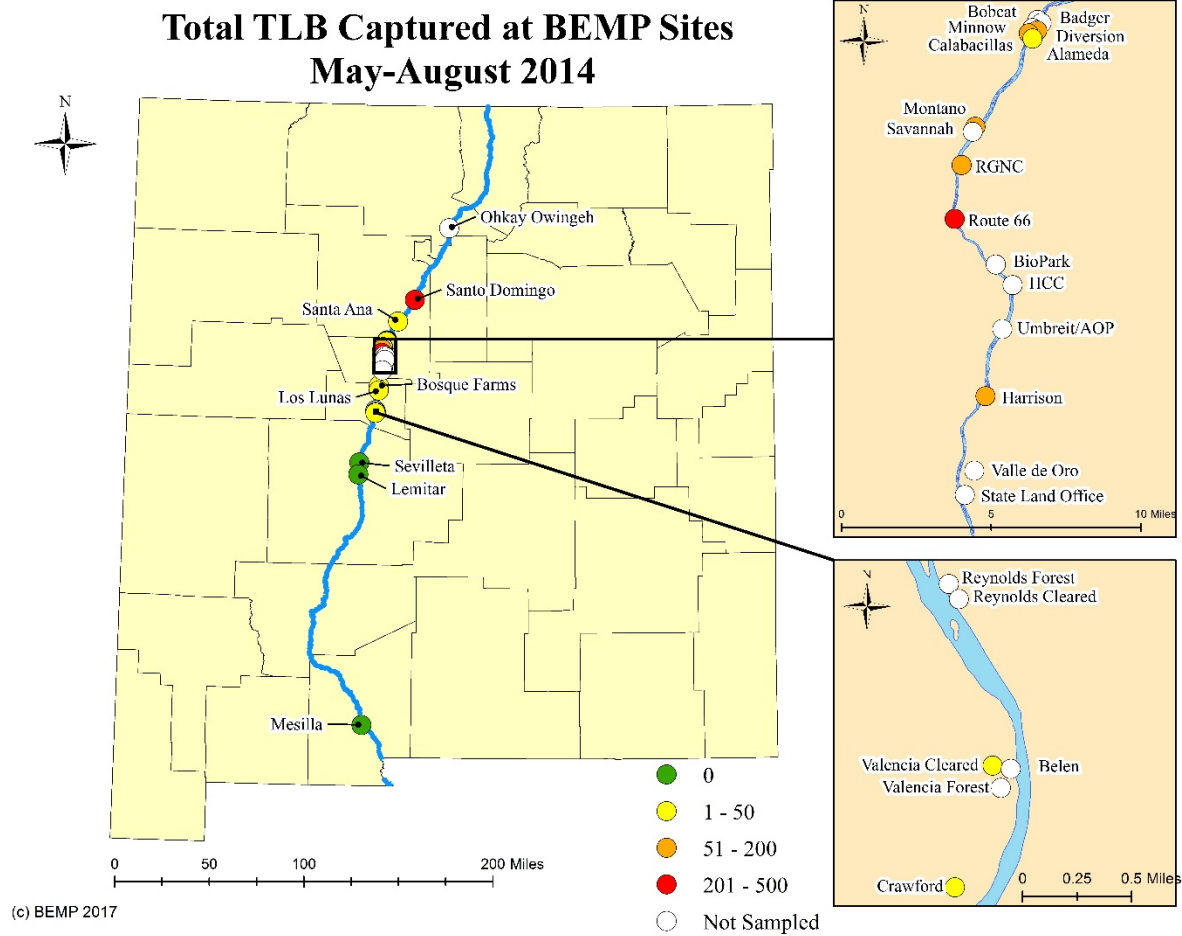 Total TLB Captured at BEMP Sites
May-August 2014
N
Ohkay Owingeh
Santo Domingo
Santa Ana
Bosque Farms
Los Lunas
Sevilleta
Lemitar
Mesilla
0
1 - 50
51 - 200
201 - 500
Not Sampled
0 50 100 200 Miles
(c) BEMP 2017
N
Bobcat
Badger
Minnow
Diversion
Calabacillas
Alameda
Montano
Savannah
RGNC
Route 66
BioPark
HCC
Umbreit/AOP
Harrison
Valle de Oro
State Land Office
0 5 10 Miles
N
Reynolds Forest
Reynolds Cleared
Valencia Cleared
Belen
Valencia Forest
Crawford
0 0.25 0.5 Miles